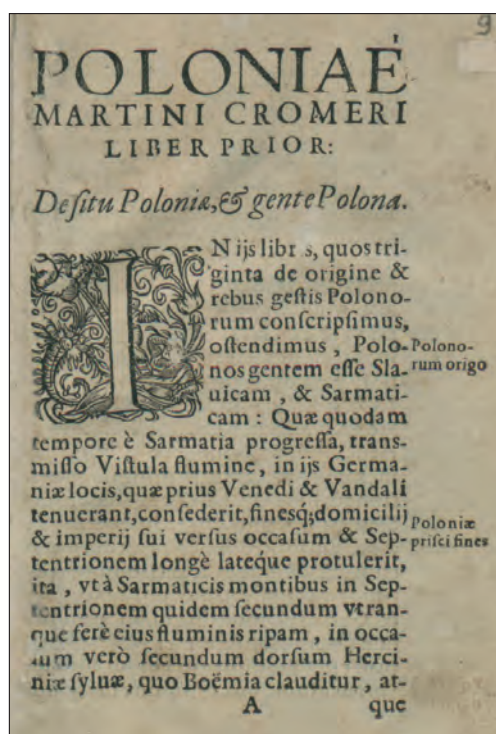 9
POLONIAE
MARTINI CROMERI
LIBER PRIOR:
De ſitu Poloniæ, & gente Polona.
IN ijs libr s, quos tri-
ginta de origine &
rebus geſtis Polono-
rum conſcripſimus,
oſtendimus, Polo-
nos gentem eſſe Sla-
uicam, & Sarmati-
cam: Quæ quodam
Polono-
rum origo
tempore è Sarmatia progreſſa, trans-
miſſo Viſtula flumine, in ijs Germa-
niæ locis, quæ prius Venedi & Vandali
tenuerant, conſederit, fineſq; domicilij
& imperij ſui verſus occaſum & Sep-
tentrionem longè latèque protulerit,
Poloniæ
priſci fines
ita, vt à Sarmaticis montibus in Sep-
tentrionem quidem ſecundum vtran-
que ferè eius fluminis ripam, in occa-
ſum verò ſecundum dorſum Herci-
niæ ſyluæ, quo Boëmia clauditur, at-
A que